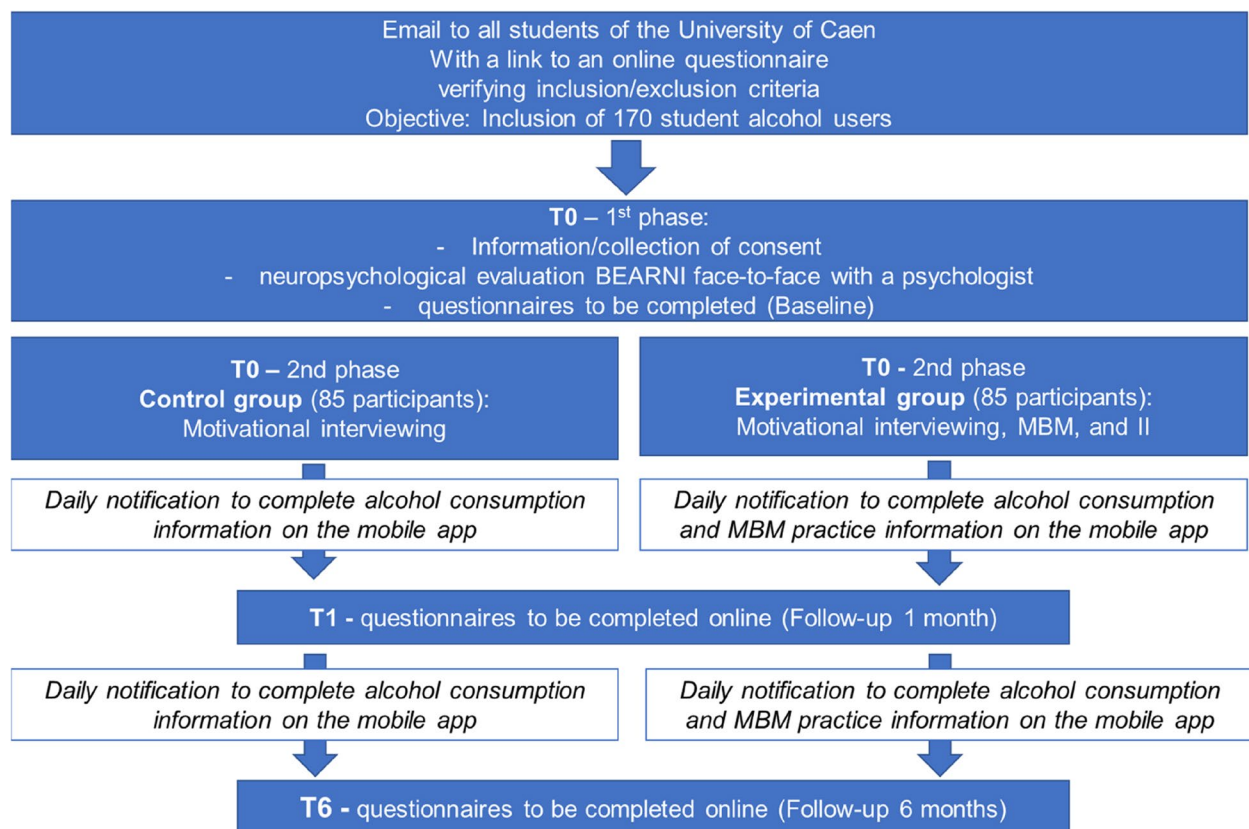 Email to all students of the University of Caen
With a link to an online questionnaire
verifying inclusion/exclusion criteria
Objective: Inclusion of 170 student alcohol users
T0 – 1st phase:
- Information/collection of consent
- neuropsychological evaluation BEARNI face-to-face with a psychologist
- questionnaires to be completed (Baseline)
T0 – 2nd phase
Control group (85 participants):
Motivational interviewing
T0 - 2nd phase
Experimental group (85 participants):
Motivational interviewing, MBM, and II
Daily notification to complete alcohol consumption
information on the mobile app
Daily notification to complete alcohol consumption
and MBM practice information on the mobile app
T1 - questionnaires to be completed online (Follow-up 1 month)
Daily notification to complete alcohol consumption
information on the mobile app
Daily notification to complete alcohol consumption
and MBM practice information on the mobile app
T6 - questionnaires to be completed online (Follow-up 6 months)